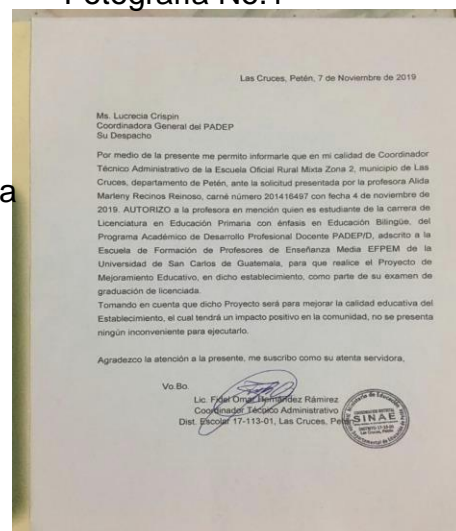 Fotografía No.1
a
Las Cruces, Petén, 7 de Noviembre de 2019
Ms. Lucrecia Crispin
Coordinadora General del PADEP
Su Despacho
Por medio de la presente me permito informarle que en mi calidad de Coordinador
Técnico Administrativo de la Escuela Oficial Rural Mixta Zona 2, municipio de Las
Cruces, departamento de Petén, ante la solicitud presentada por la profesora Alida
Marleny Recinos Reinoso, carné número 201416497 con fecha 4 de noviembre de
2019. AUTORIZO a la profesora en mención quien es estudiante de la carrera de
Licenciatura en Educación Primaria con énfasis en Educación Bilingüe, del
Programa Académico de Desarrollo Profesional Docente PADEP/D, adscrito a la
Escuela de Formación de Profesores de Enseñanza Media EFPEM de la
Universidad de San Carlos de Guatemala, para que realice el Proyecto de
Mejoramiento Educativo, en dicho establecimiento, como parte de su examen de
graduación de licenciada.
Tomando en cuenta que dicho Proyecto será para mejorar la calidad educativa del
Establecimiento, el cual tendrá un impacto positivo en la comunidad, no se presenta
ningún inconveniente para ejecutarlo.
Agradezco la atención a la presente, me suscribo como su atenta servidora,
Vo.Bo.
Lic. Fidel Omar Hernández Rámirez
Coordinador Técnico Administrativo
Dist. Escolar 17-113-01, Las Cruces, Petén
SINAE